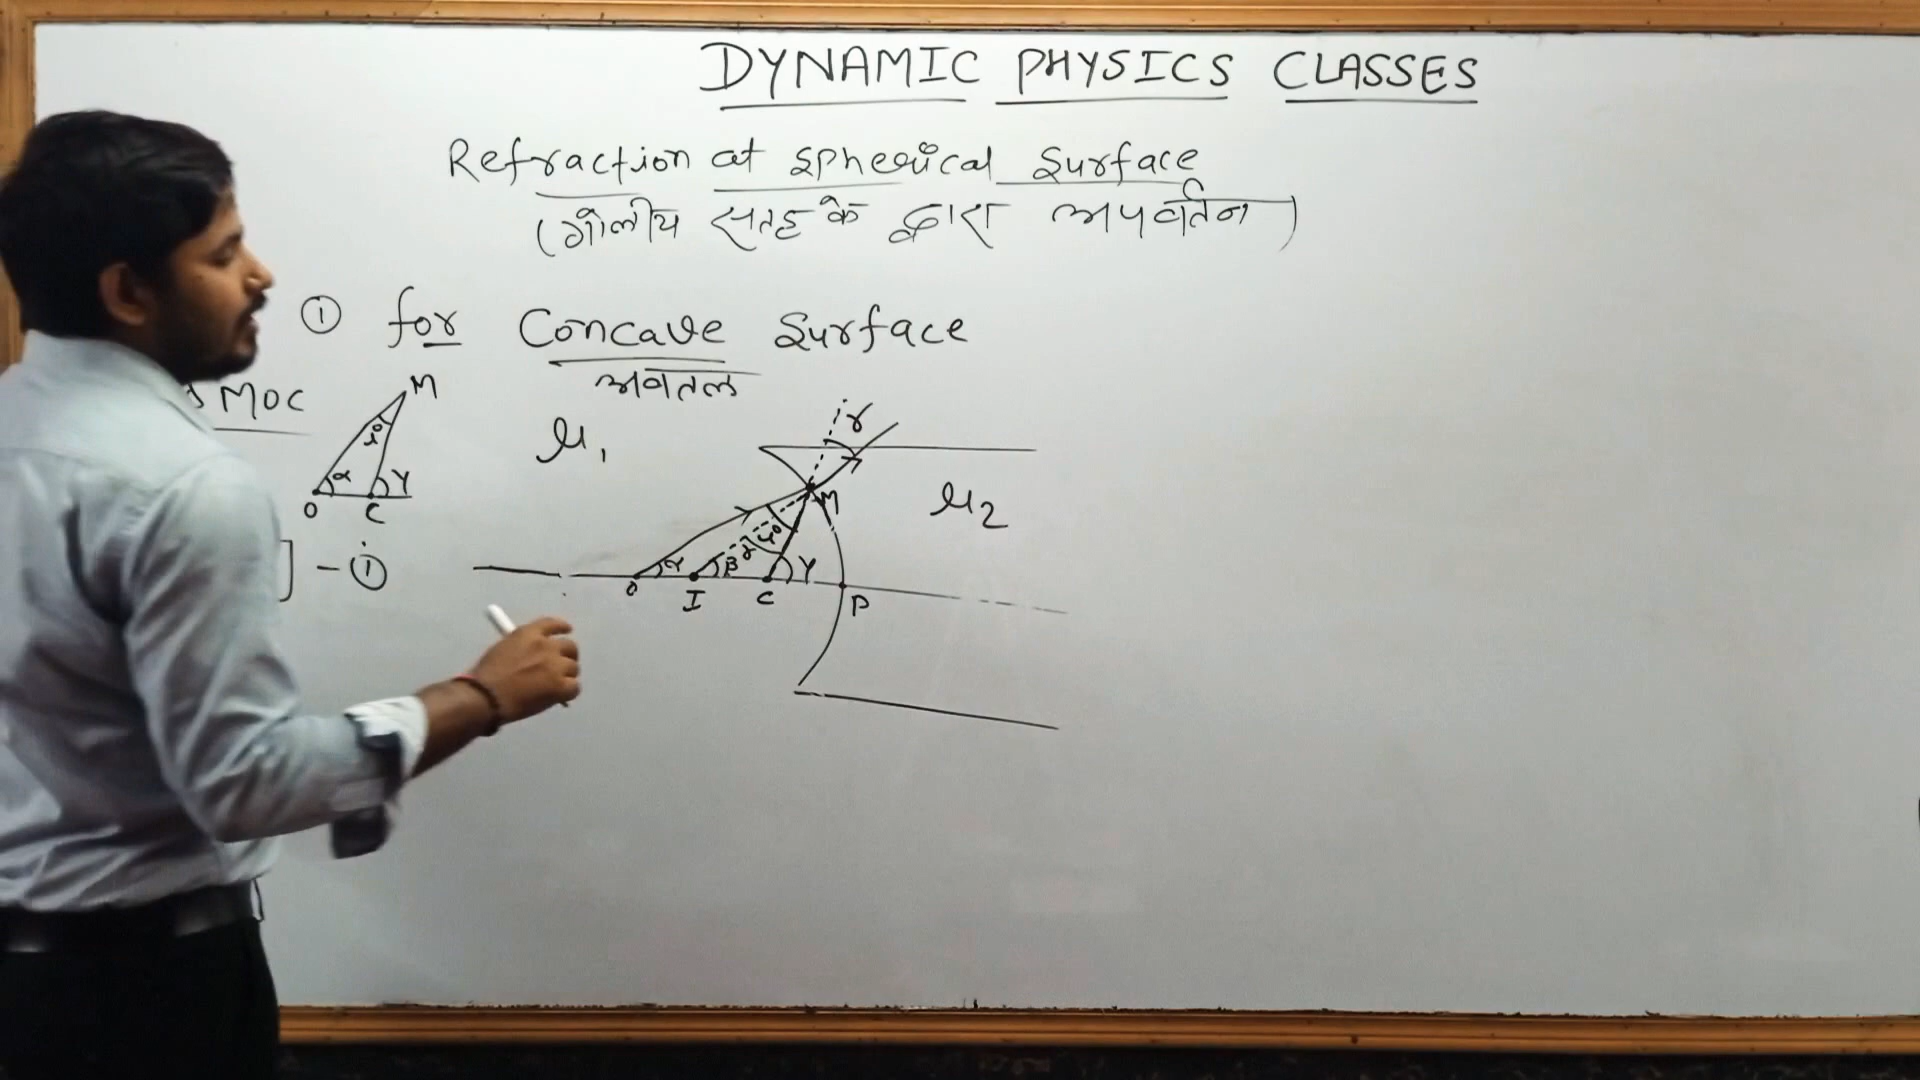 DYNAMIC PHYSICS CLASSES
Refraction at spherical surface
(गोलीय सतह के द्वारा अपवर्तन)
① for Concave Surface
अवतल
MOC
M
i
α
γ
O
C
] - ①
μ₁
r
M
μ₂
i
r
α
β
γ
O
I
C
P